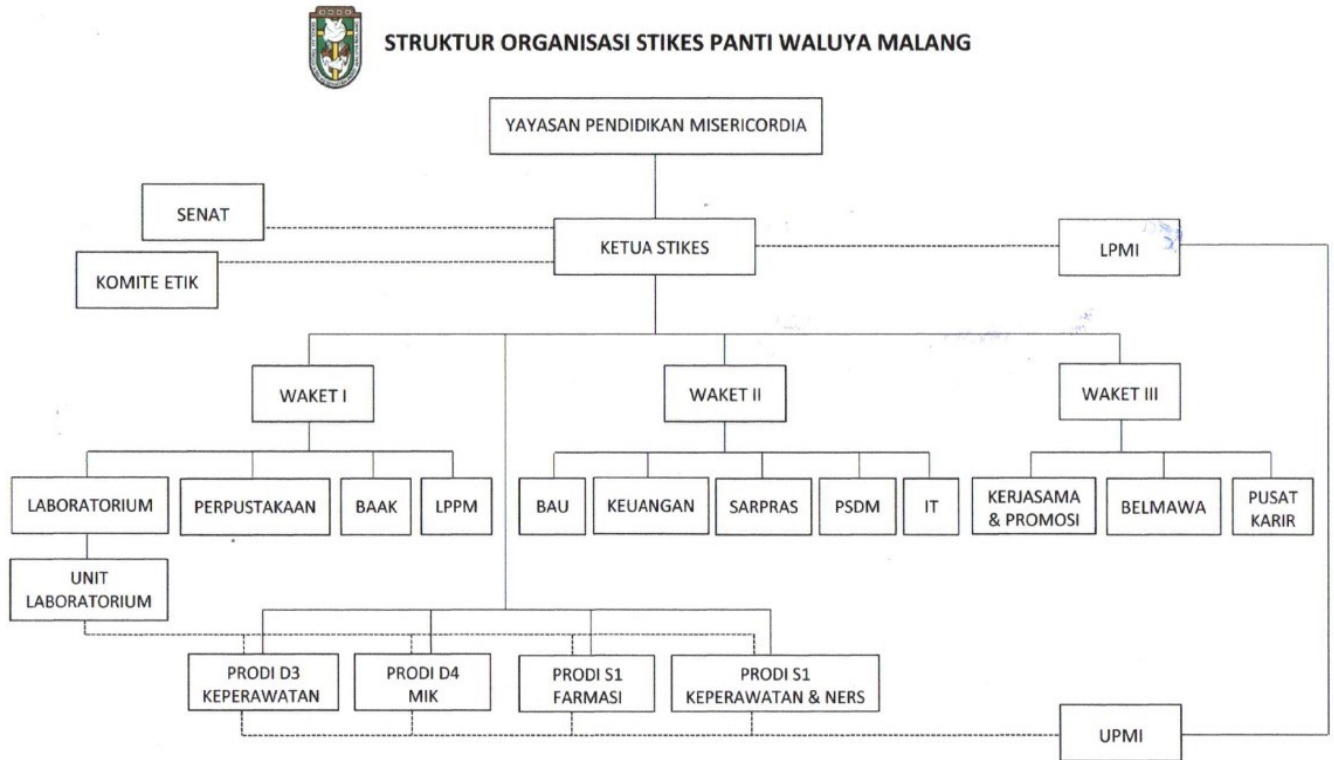 STRUKTUR ORGANISASI STIKES PANTI WALUYA MALANG
YAYASAN PENDIDIKAN MISERICORDIA
SENAT
KETUA STIKES
LPMI
KOMITE ETIK
WAKET I
WAKET II
WAKET III
LABORATORIUM
PERPUSTAKAAN
BAAK
LPPM
BAU
KEUANGAN
SARPRAS
PSDM
IT
KERJASAMA
& PROMOSI
BELMAWA
PUSAT
KARIR
UNIT
LABORATORIUM
PRODI D3
KEPERAWATAN
PRODI D4
MIK
PRODI S1
FARMASI
PRODI S1
KEPERAWATAN & NERS
UPMI